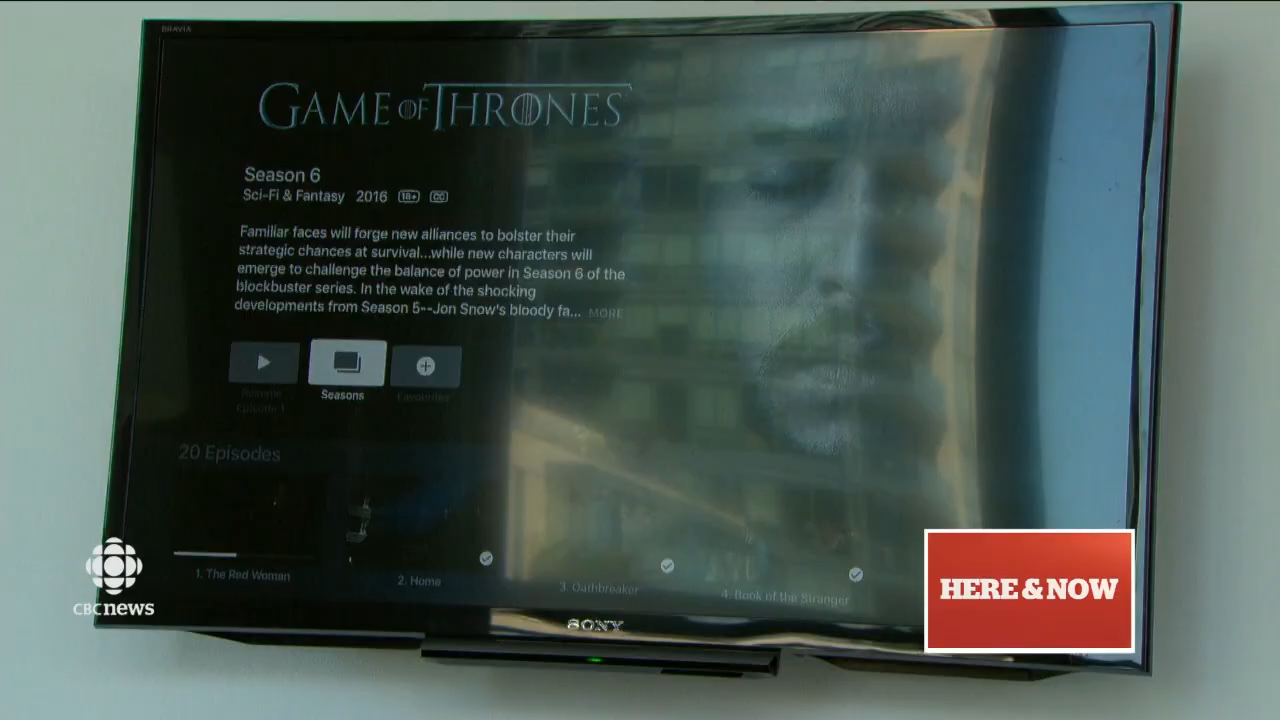 BRAVIA
GAME OF THRONES
Season 6
Sci-Fi & Fantasy 2016 18+ CC
Familiar faces will forge new alliances to bolster their
strategic chances at survival...while new characters will
emerge to challenge the balance of power in Season 6 of the
blockbuster series. In the wake of the shocking
developments from Season 5--Jon Snow's bloody fa... MORE
Resume
Episode 1
Seasons
Favourites
20 Episodes
1. The Red Woman
2. Home
3. Oathbreaker
4. Book of the Stranger
SONY
CBC news
HERE & NOW